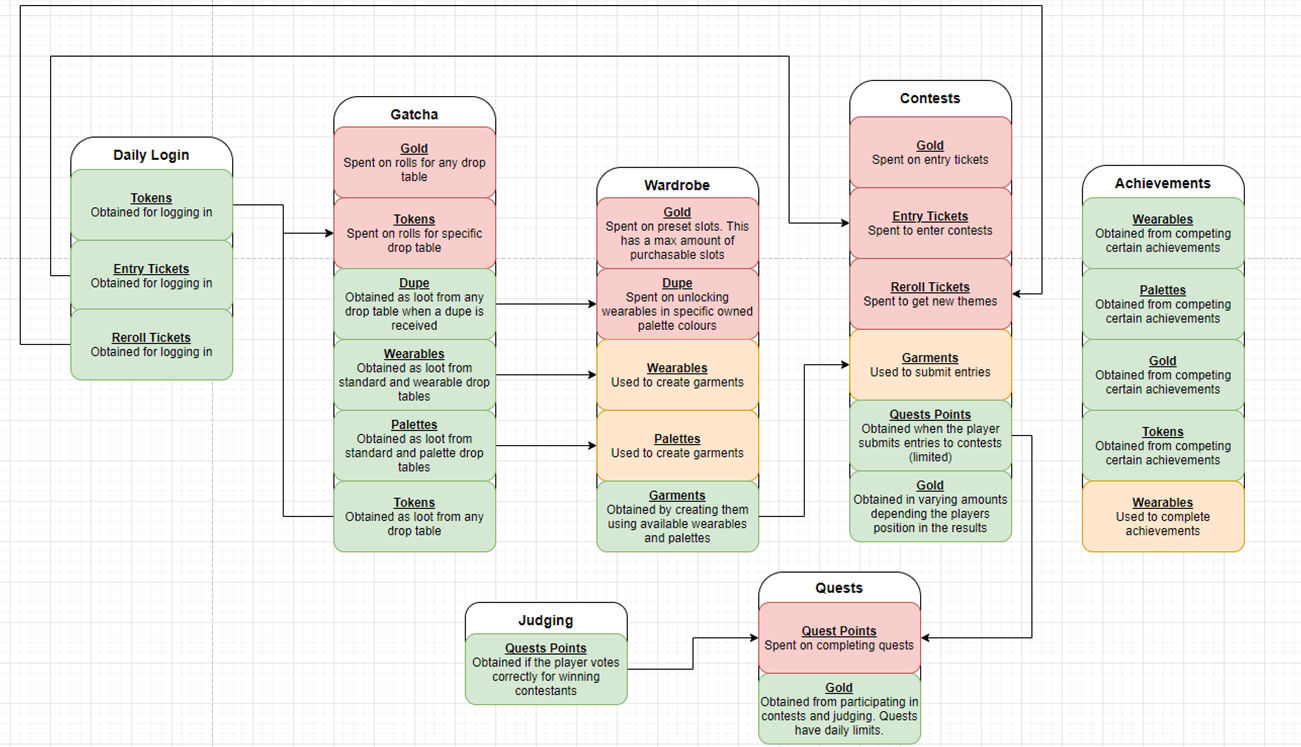 Daily Login
Tokens
Obtained for logging in
Entry Tickets
Obtained for logging in
Reroll Tickets
Obtained for logging in
Gatcha
Gold
Spent on rolls for any drop
table
Tokens
Spent on rolls for specific
drop table
Dupe
Obtained as loot from any
drop table when a dupe is
received
Wearables
Obtained as loot from
standard and wearable drop
tables
Palettes
Obtained as loot from
standard and palette drop
tables
Tokens
Obtained as loot from any
drop table
Wardrobe
Gold
Spent on preset slots. This
has a max amount of
purchasable slots
Dupe
Spent on unlocking
wearables in specific owned
palette colours
Wearables
Used to create garments
Palettes
Used to create garments
Garments
Obtained by creating them
using available wearables
and palettes
Contests
Gold
Spent on entry tickets
Entry Tickets
Spent to enter contests
Reroll Tickets
Spent to get new themes
Garments
Used to submit entries
Quests Points
Obtained when the player
submits entries to contests
(limited)
Gold
Obtained in varying amounts
depending the players
position in the results
Achievements
Wearables
Obtained from competing
certain achievements
Palettes
Obtained from competing
certain achievements
Gold
Obtained from competing
certain achievements
Tokens
Obtained from competing
certain achievements
Wearables
Used to complete
achievements
Judging
Quests Points
Obtained if the player votes
correctly for winning
contestants
Quests
Quest Points
Spent on completing quests
Gold
Obtained from participating in
contests and judging. Quests
have daily limits.